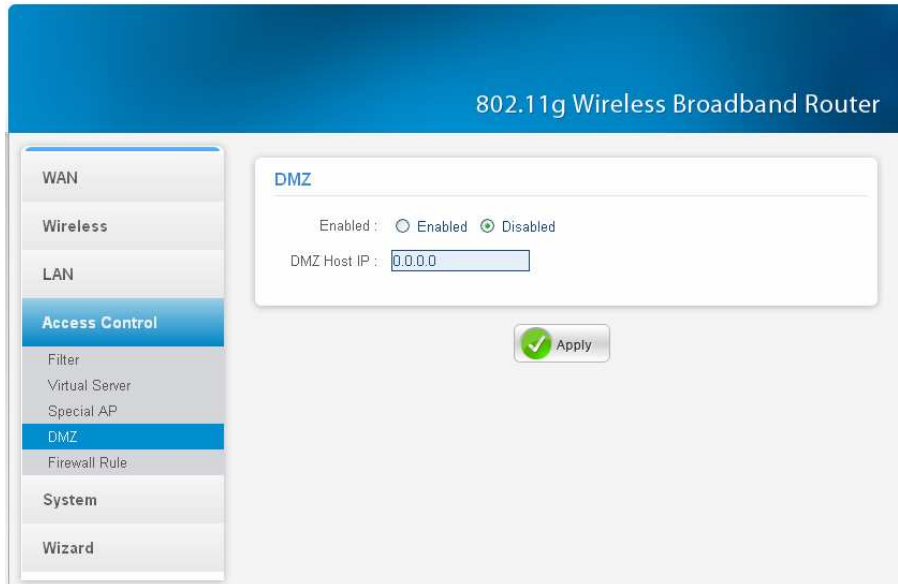 802.11g Wireless Broadband Router
WAN
Wireless
LAN
Access Control
Filter
Virtual Server
Special AP
DMZ
Firewall Rule
System
Wizard
DMZ
Enabled : Enabled Disabled
DMZ Host IP : 0.0.0.0
Apply